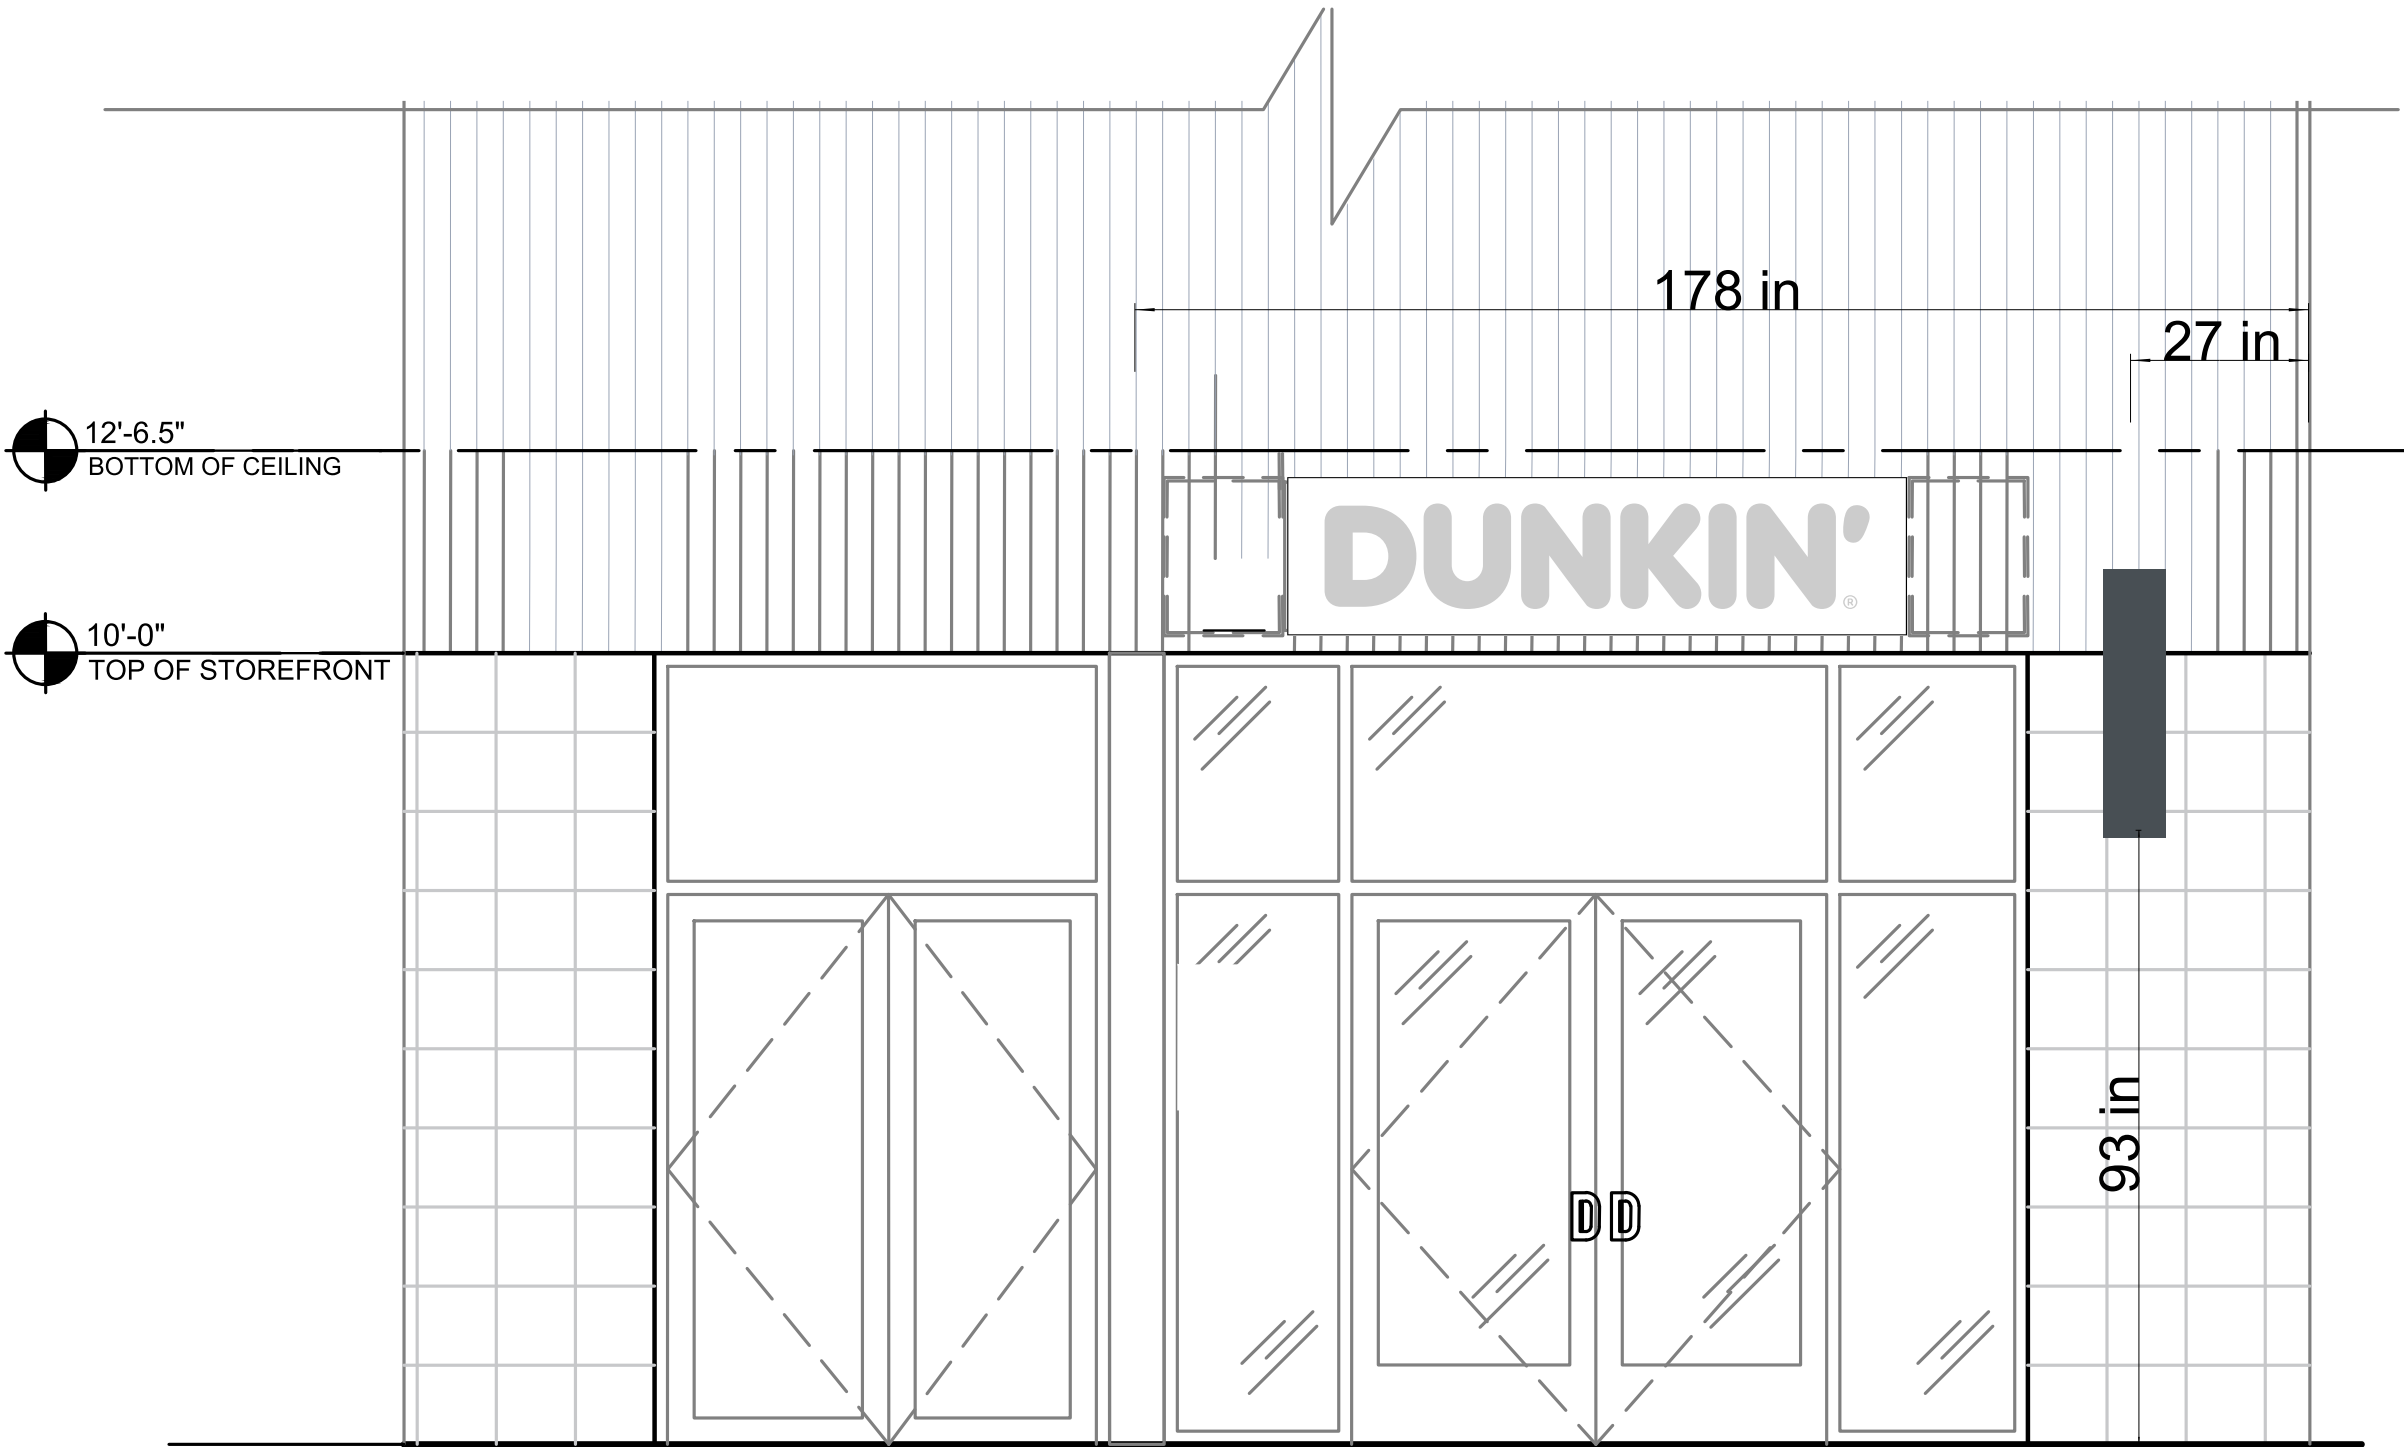 178 in
27 in
12'-6.5"
BOTTOM OF CEILING
DUNKIN'®
10'-0"
TOP OF STOREFRONT
93 in
DD